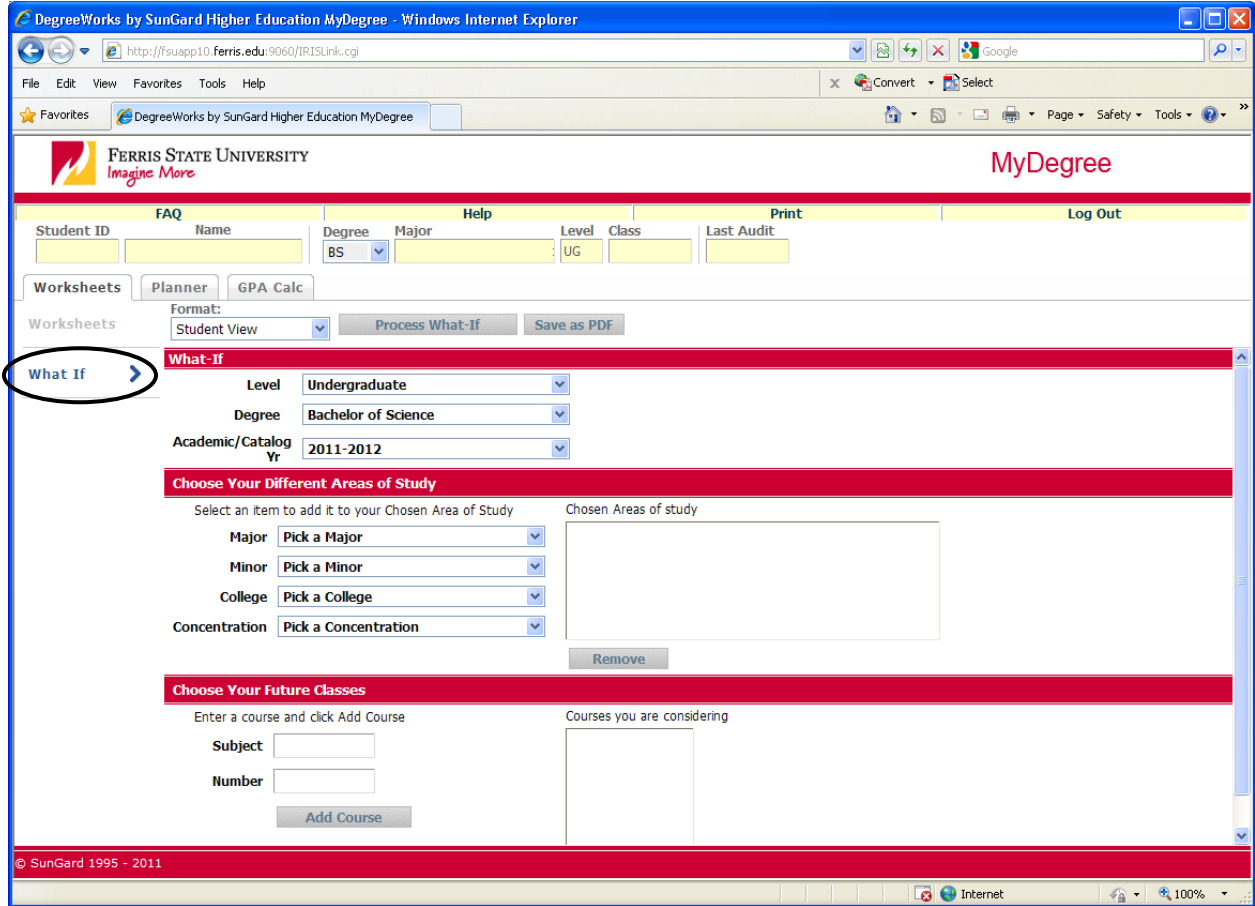 DegreeWorks by SunGard Higher Education MyDegree - Windows Internet Explorer
http://fsuapp10.ferris.edu:9060/IRISLink.cgi
Google
File Edit View Favorites Tools Help
x Convert Select
Favorites
DegreeWorks by SunGard Higher Education MyDegree
Page Safety Tools »
FERRIS STATE UNIVERSITY
Imagine More
MyDegree
FAQ Help Print Log Out
Student ID Name Degree Major Level Class Last Audit
BS : UG
Worksheets Planner GPA Calc
Format:
Worksheets
Student View Process What-If Save as PDF
What-If
What If
Level Undergraduate
Degree Bachelor of Science
Academic/Catalog
Yr
2011-2012
Choose Your Different Areas of Study
Select an item to add it to your Chosen Area of Study
Chosen Areas of study
Major Pick a Major
Minor Pick a Minor
College Pick a College
Concentration Pick a Concentration
Remove
Choose Your Future Classes
Enter a course and click Add Course
Courses you are considering
Subject
Number
Add Course
© SunGard 1995 - 2011
Internet 100%